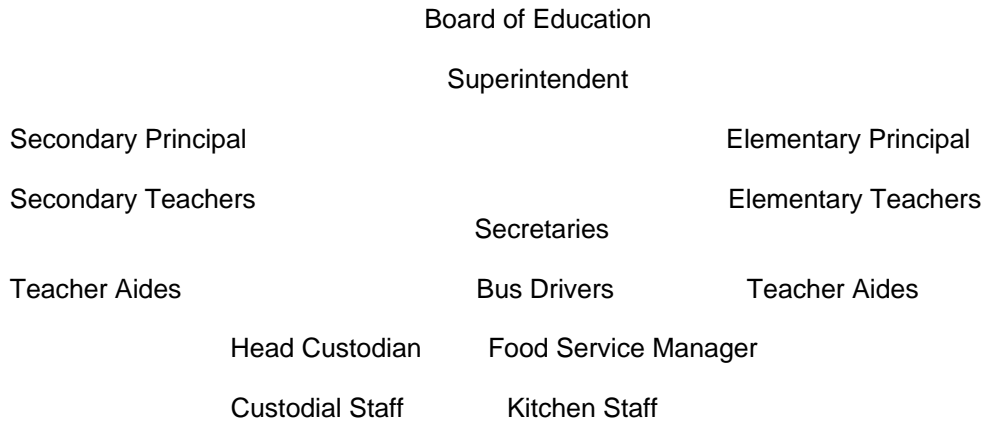 Board of Education
Superintendent
Secondary Principal Elementary Principal
Secondary Teachers Elementary Teachers
Secretaries
Teacher Aides Bus Drivers Teacher Aides
Head Custodian Food Service Manager
Custodial Staff Kitchen Staff